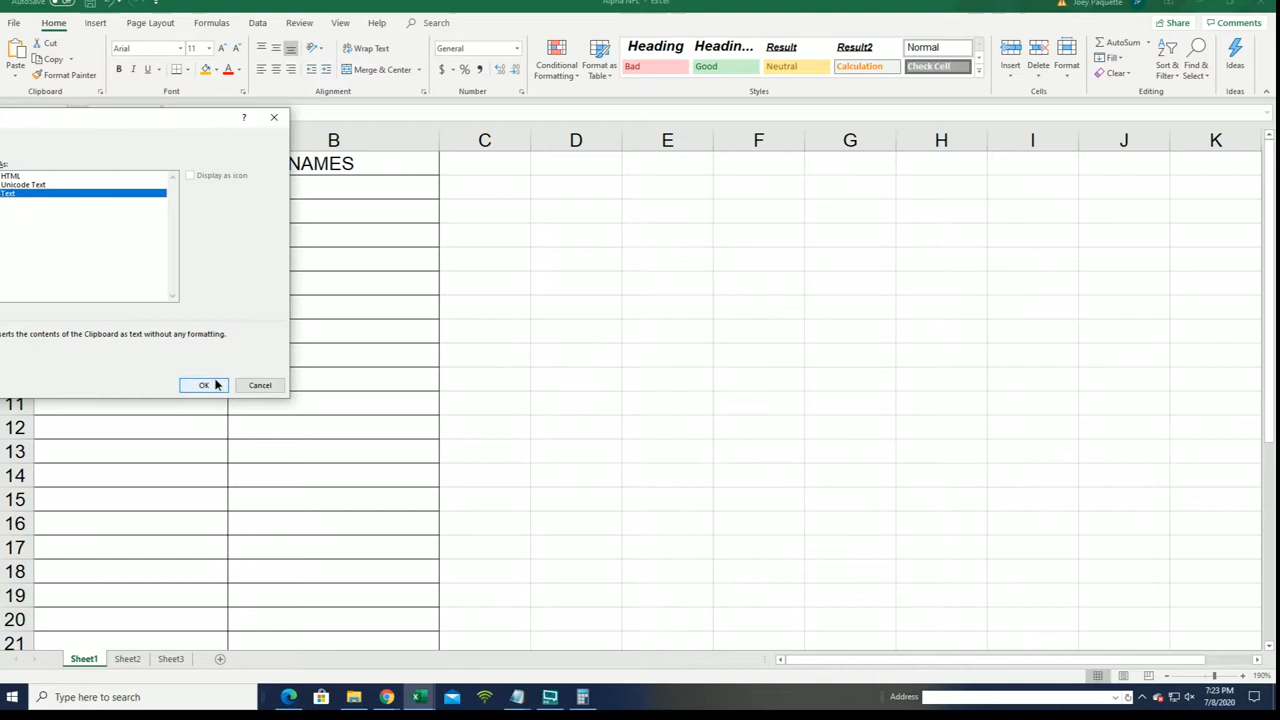 AutoSave Alpha NFL - Excel Joey Paquette JP
File Home Insert Page Layout Formulas Data Review View Help Search Share Comments
Paste Cut Copy Format Painter Clipboard
Arial 11 A A B I U A Font
Wrap Text Merge & Center Alignment
General $ % , Number
Conditional Formatting Format as Table
Heading Headin... Result Result2 Normal
Bad Good Neutral Calculation Check Cell
Styles
Insert Delete Format Cells
AutoSum Fill Clear Sort & Filter Find & Select Editing
Ideas Ideas
? ×
As:
HTML
Unicode Text
Text
Display as icon
serts the contents of the Clipboard as text without any formatting.
OK Cancel
B C D E F G H I J K
NAMES
11
12
13
14
15
16
17
18
19
20
21
Sheet1 Sheet2 Sheet3
190%
Type here to search Address 7:23 PM
7/8/2020